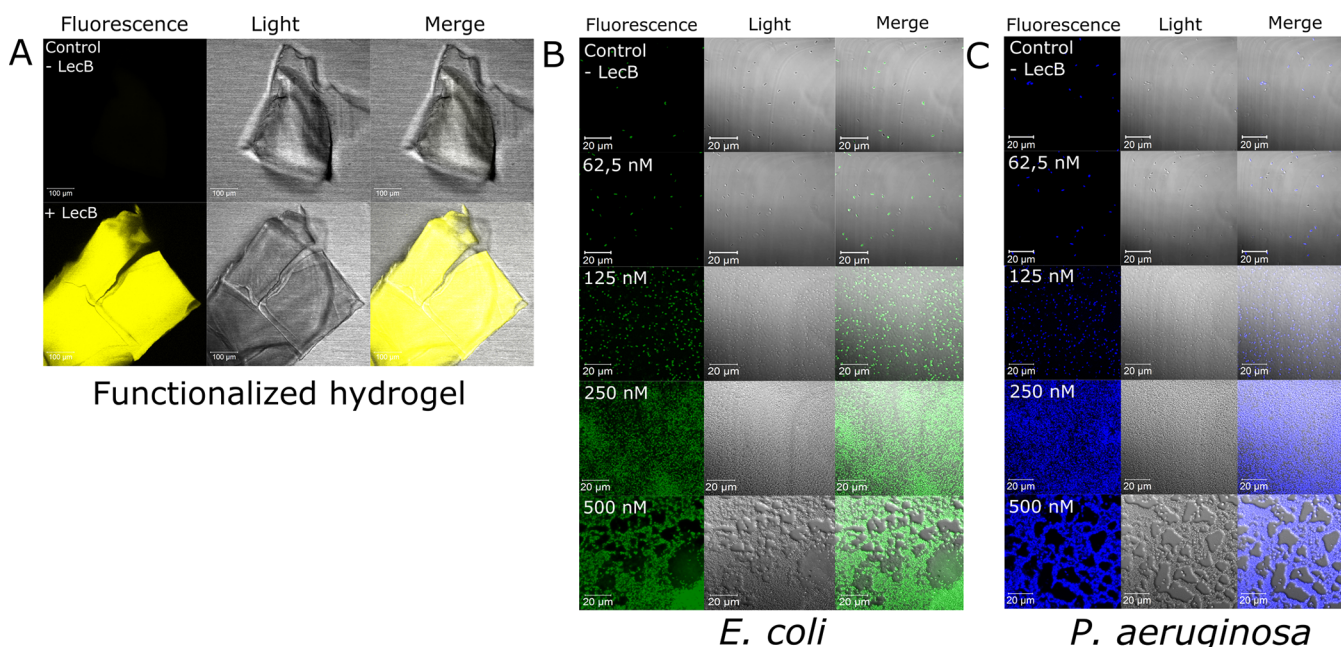 A
Fluorescence Light Merge
Control
- LecB
100 µm 100 µm 100 µm
+ LecB
100 µm 100 µm 100 µm
Functionalized hydrogel
B
Fluorescence Light Merge
Control
- LecB
20 µm 20 µm 20 µm
62,5 nM
20 µm 20 µm 20 µm
125 nM
20 µm 20 µm 20 µm
250 nM
20 µm 20 µm 20 µm
500 nM
20 µm 20 µm 20 µm
E. coli
C
Fluorescence Light Merge
Control
- LecB
20 µm 20 µm 20 µm
62,5 nM
20 µm 20 µm 20 µm
125 nM
20 µm 20 µm 20 µm
250 nM
20 µm 20 µm 20 µm
500 nM
20 µm 20 µm 20 µm
P. aeruginosa